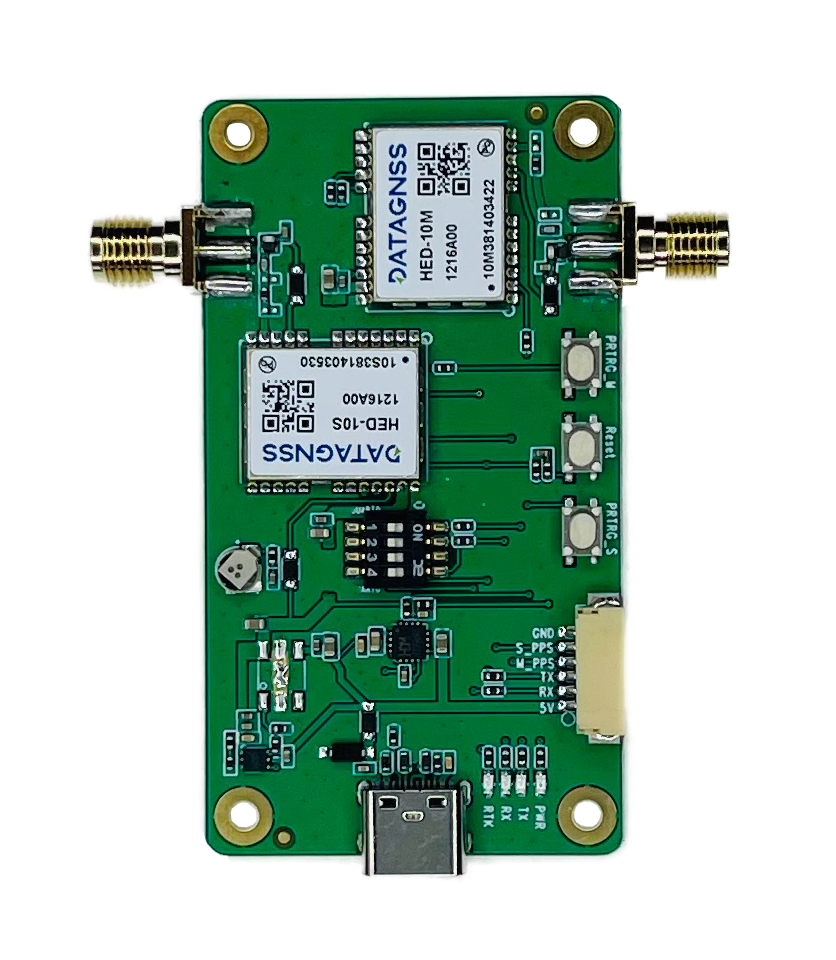 DATAGNSS
HED-10M
1216A00
10M381403422
10S381403530
1216A00
HED-10S
DATAGNSS
PRTRG_M
Reset
PRTRG_S
ON
1
2
3
4
GND
S_PPS
M_PPS
TX
RX
5V
RTK
RX
TX
PWR